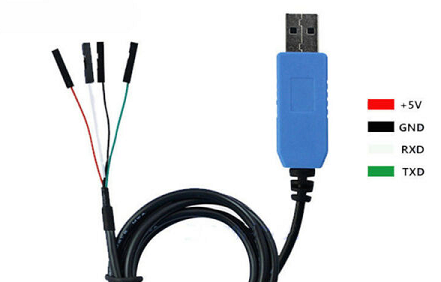 +5V
GND
RXD
TXD